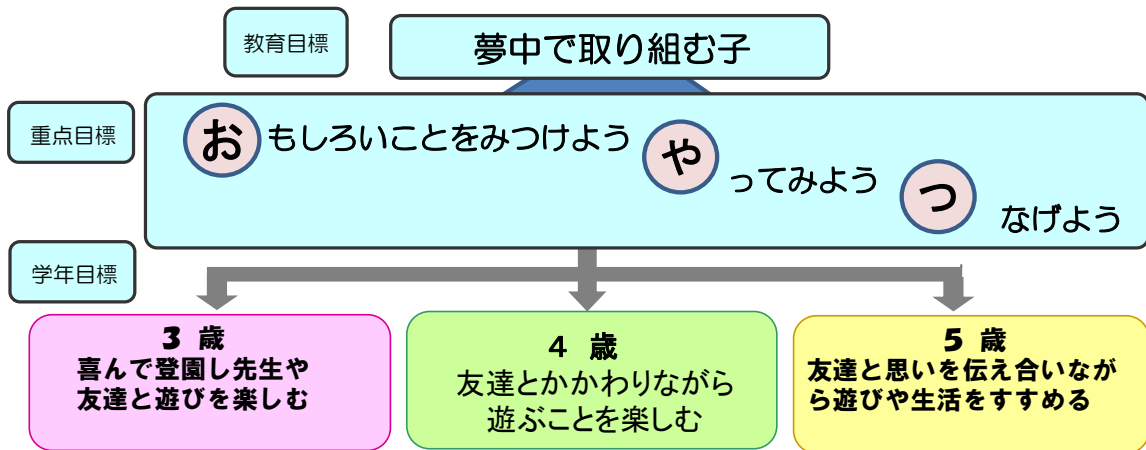 教育目標
夢中で取り組む子
重点目標
おもしろいことをみつけよう
やってみよう
つなげよう
学年目標
3 歳
喜んで登園し先生や
友達と遊びを楽しむ
4 歳
友達とかかわりながら
遊ぶことを楽しむ
5 歳
友達と思いを伝え合いなが
ら遊びや生活をすすめる